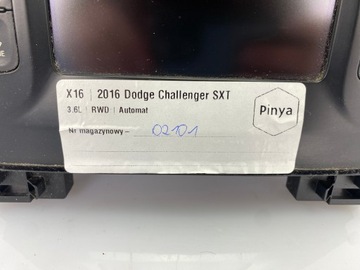 X16 | 2016 Dodge Challenger SXT
3.6L | RWD | Automat
Nr magazynowy – 02101
Pinya